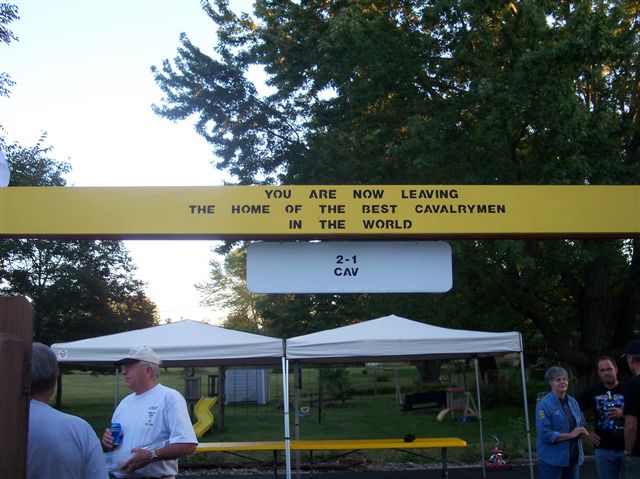 YOU ARE NOW LEAVING
THE HOME OF THE BEST CAVALRYMEN
IN THE WORLD
2-1
CAV